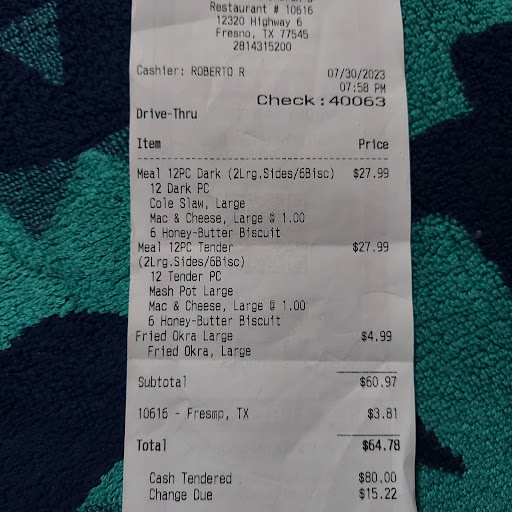 Restaurant # 10616
12320 Highway 6
Fresno, TX 77545
2814315200
Cashier: ROBERTO R 07/30/2023
07:58 PM
Check:40063
Drive-Thru
Item Price
Meal 12PC Dark (2Lrg.Sides/6Bisc) $27.99
12 Dark PC
Cole Slaw, Large
Mac & Cheese, Large @ 1.00
6 Honey-Butter Biscuit
Meal 12PC Tender $27.99
(2Lrg.Sides/6Bisc)
12 Tender PC
Mash Pot Large
Mac & Cheese, Large @ 1.00
6 Honey-Butter Biscuit
Fried Okra Large $4.99
Fried Okra, Large
Subtotal $60.97
10616 - Fresmp, TX $3.81
Total $64.78
Cash Tendered $80.00
Change Due $15.22